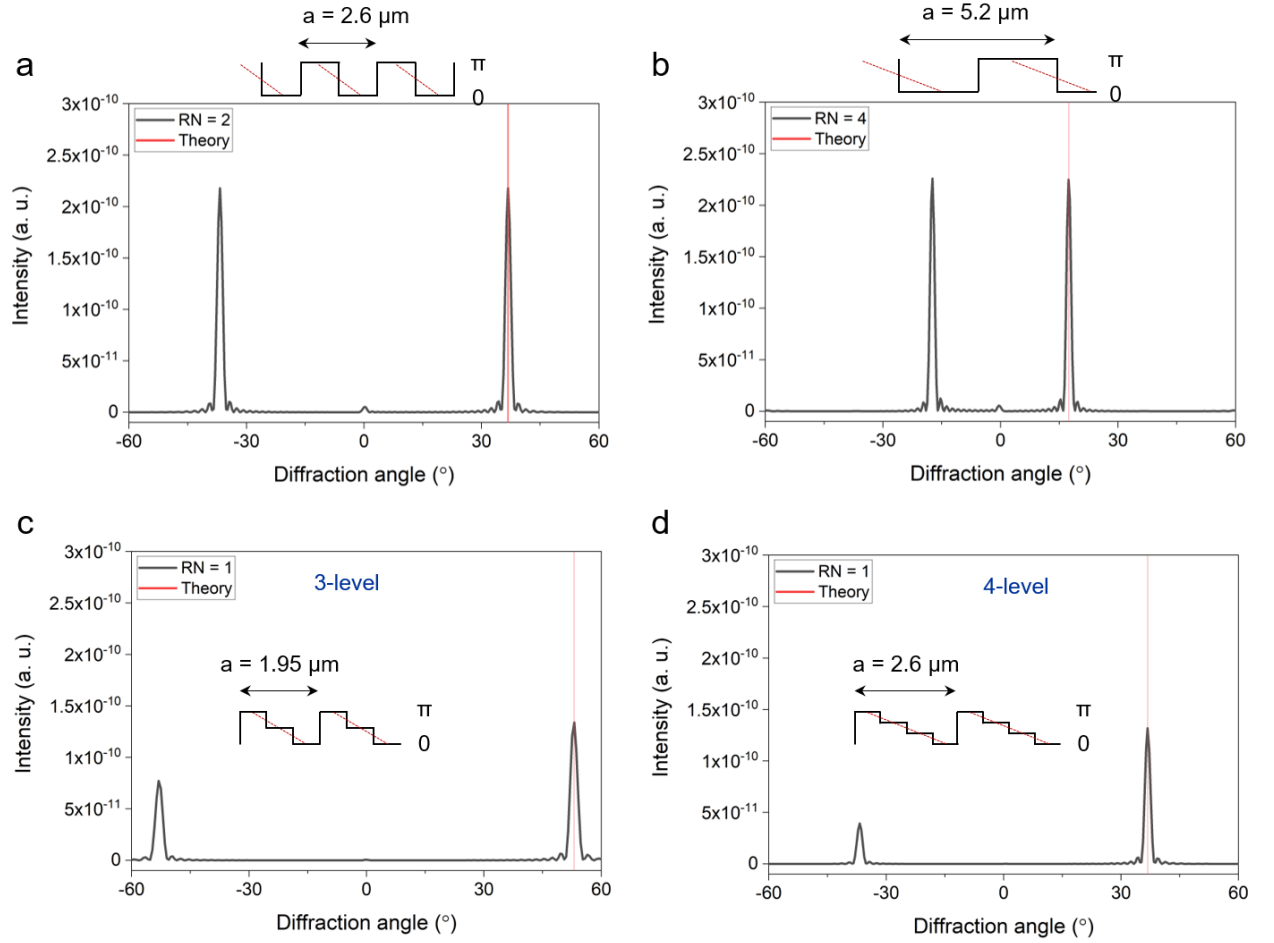 a = 2.6 µm
a
π
0
3x10⁻¹⁰
RN = 2
Theory
2.5x10⁻¹⁰
2x10⁻¹⁰
1.5x10⁻¹⁰
1x10⁻¹⁰
5x10⁻¹¹
0
Intensity (a. u.)
-60 -30 0 30 60
Diffraction angle (°)
a = 5.2 µm
b
π
0
3x10⁻¹⁰
RN = 4
Theory
2.5x10⁻¹⁰
2x10⁻¹⁰
1.5x10⁻¹⁰
1x10⁻¹⁰
5x10⁻¹¹
0
Intensity (a. u.)
-60 -30 0 30 60
Diffraction angle (°)
c
3x10⁻¹⁰
RN = 1
Theory
3-level
2.5x10⁻¹⁰
2x10⁻¹⁰
1.5x10⁻¹⁰
1x10⁻¹⁰
5x10⁻¹¹
0
a = 1.95 µm
π
0
Intensity (a. u.)
-60 -30 0 30 60
Diffraction angle (°)
d
3x10⁻¹⁰
RN = 1
Theory
4-level
2.5x10⁻¹⁰
2x10⁻¹⁰
1.5x10⁻¹⁰
1x10⁻¹⁰
5x10⁻¹¹
0
a = 2.6 µm
π
0
Intensity (a. u.)
-60 -30 0 30 60
Diffraction angle (°)